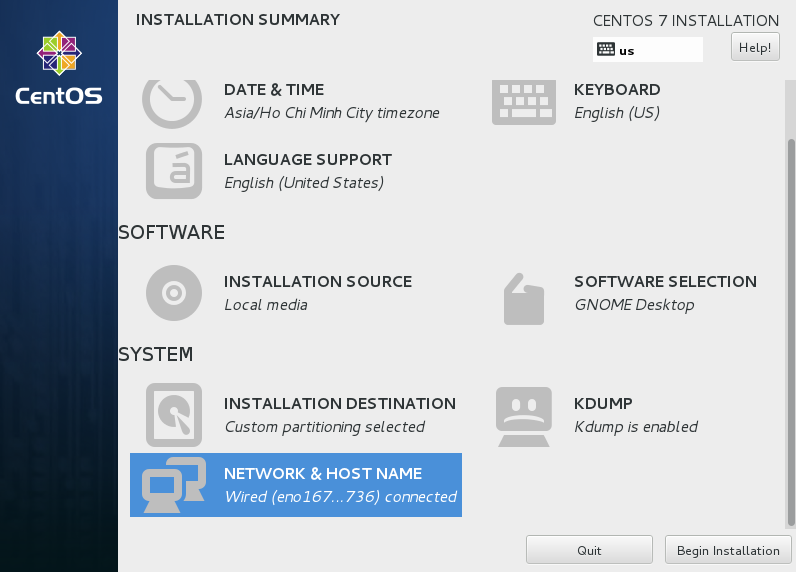 INSTALLATION SUMMARY
CENTOS 7 INSTALLATION
us
Help!
CentOS
DATE & TIME
Asia/Ho Chi Minh City timezone
KEYBOARD
English (US)
á
LANGUAGE SUPPORT
English (United States)
SOFTWARE
INSTALLATION SOURCE
Local media
SOFTWARE SELECTION
GNOME Desktop
SYSTEM
INSTALLATION DESTINATION
Custom partitioning selected
KDUMP
Kdump is enabled
NETWORK & HOST NAME
Wired (eno167...736) connected
Quit
Begin Installation